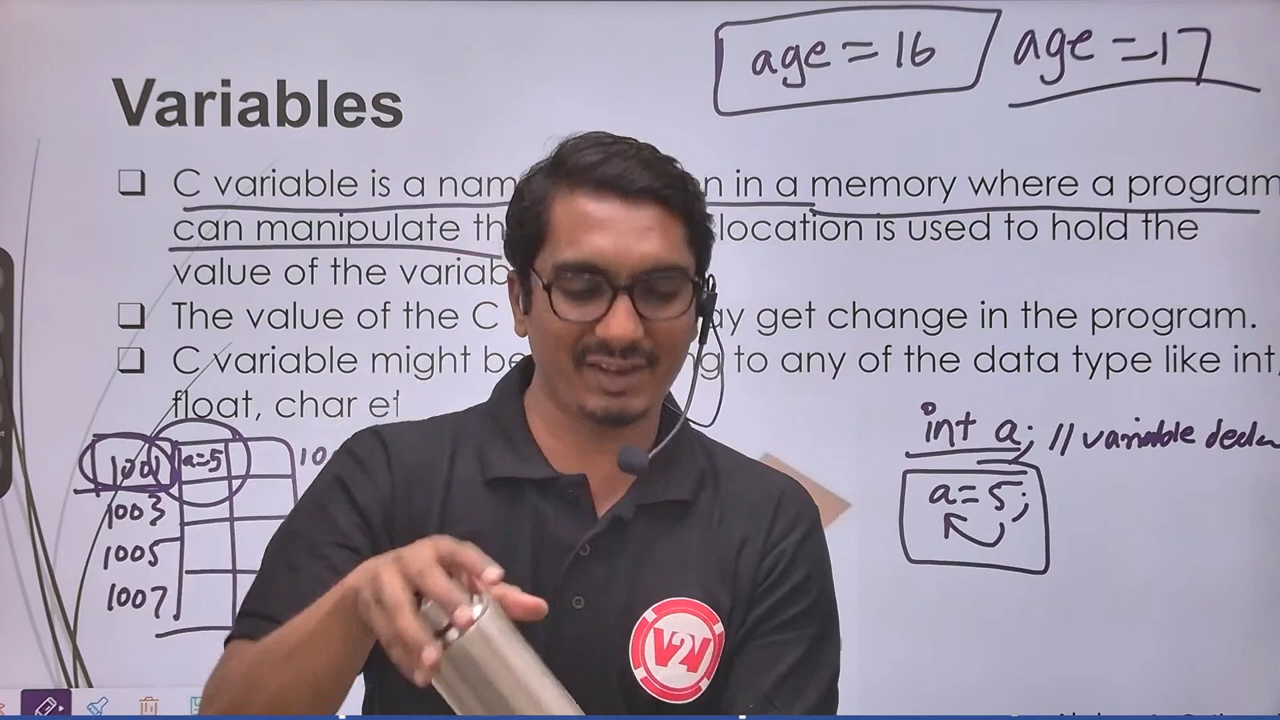 age = 16 age = 17
Variables
C variable is a nam n in a memory where a program
can manipulate th location is used to hold the
value of the variab
The value of the C ay get change in the program.
C variable might be g to any of the data type like int,
float, char et
int a; // variable decla
1001 a=5 10
a = 5;
1003
1005
1007
V2V